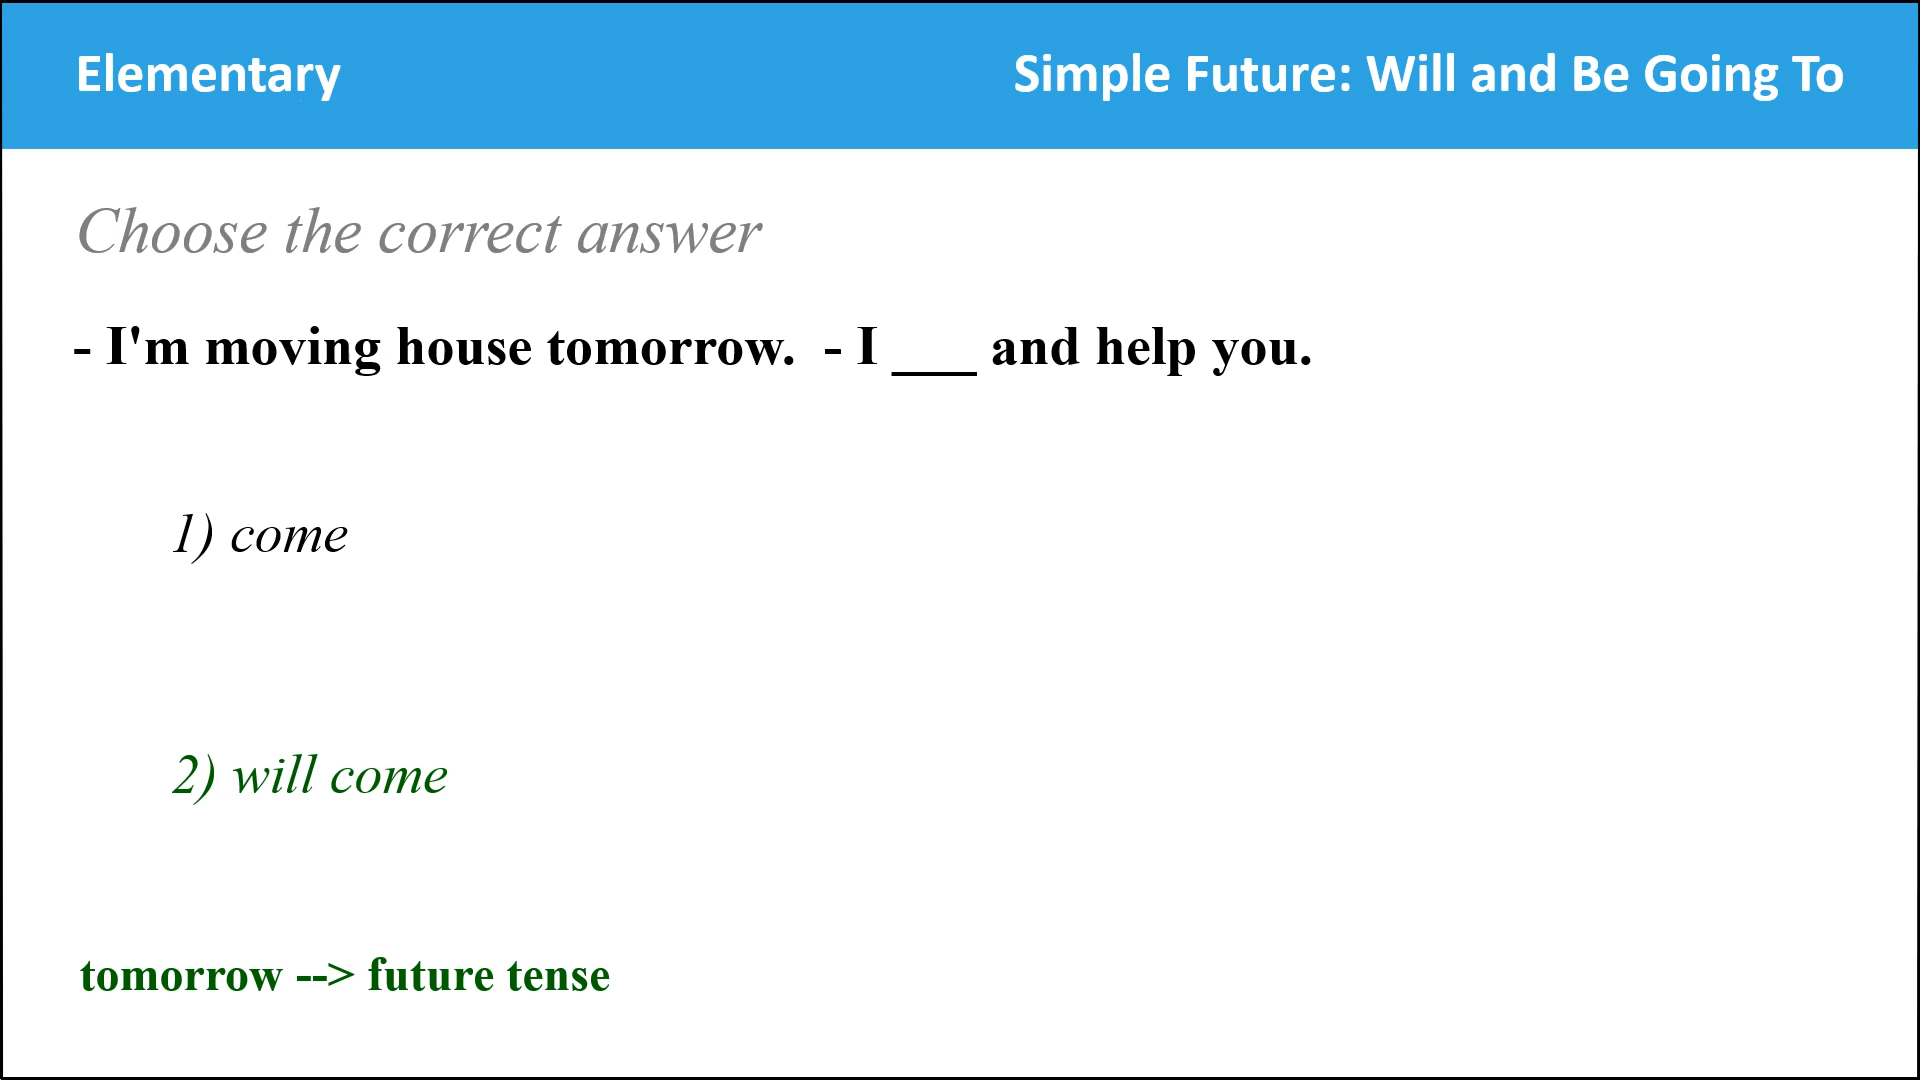 Elementary
Simple Future: Will and Be Going To
Choose the correct answer
- I'm moving house tomorrow.  - I ___ and help you.
1) come
2) will come
tomorrow --> future tense